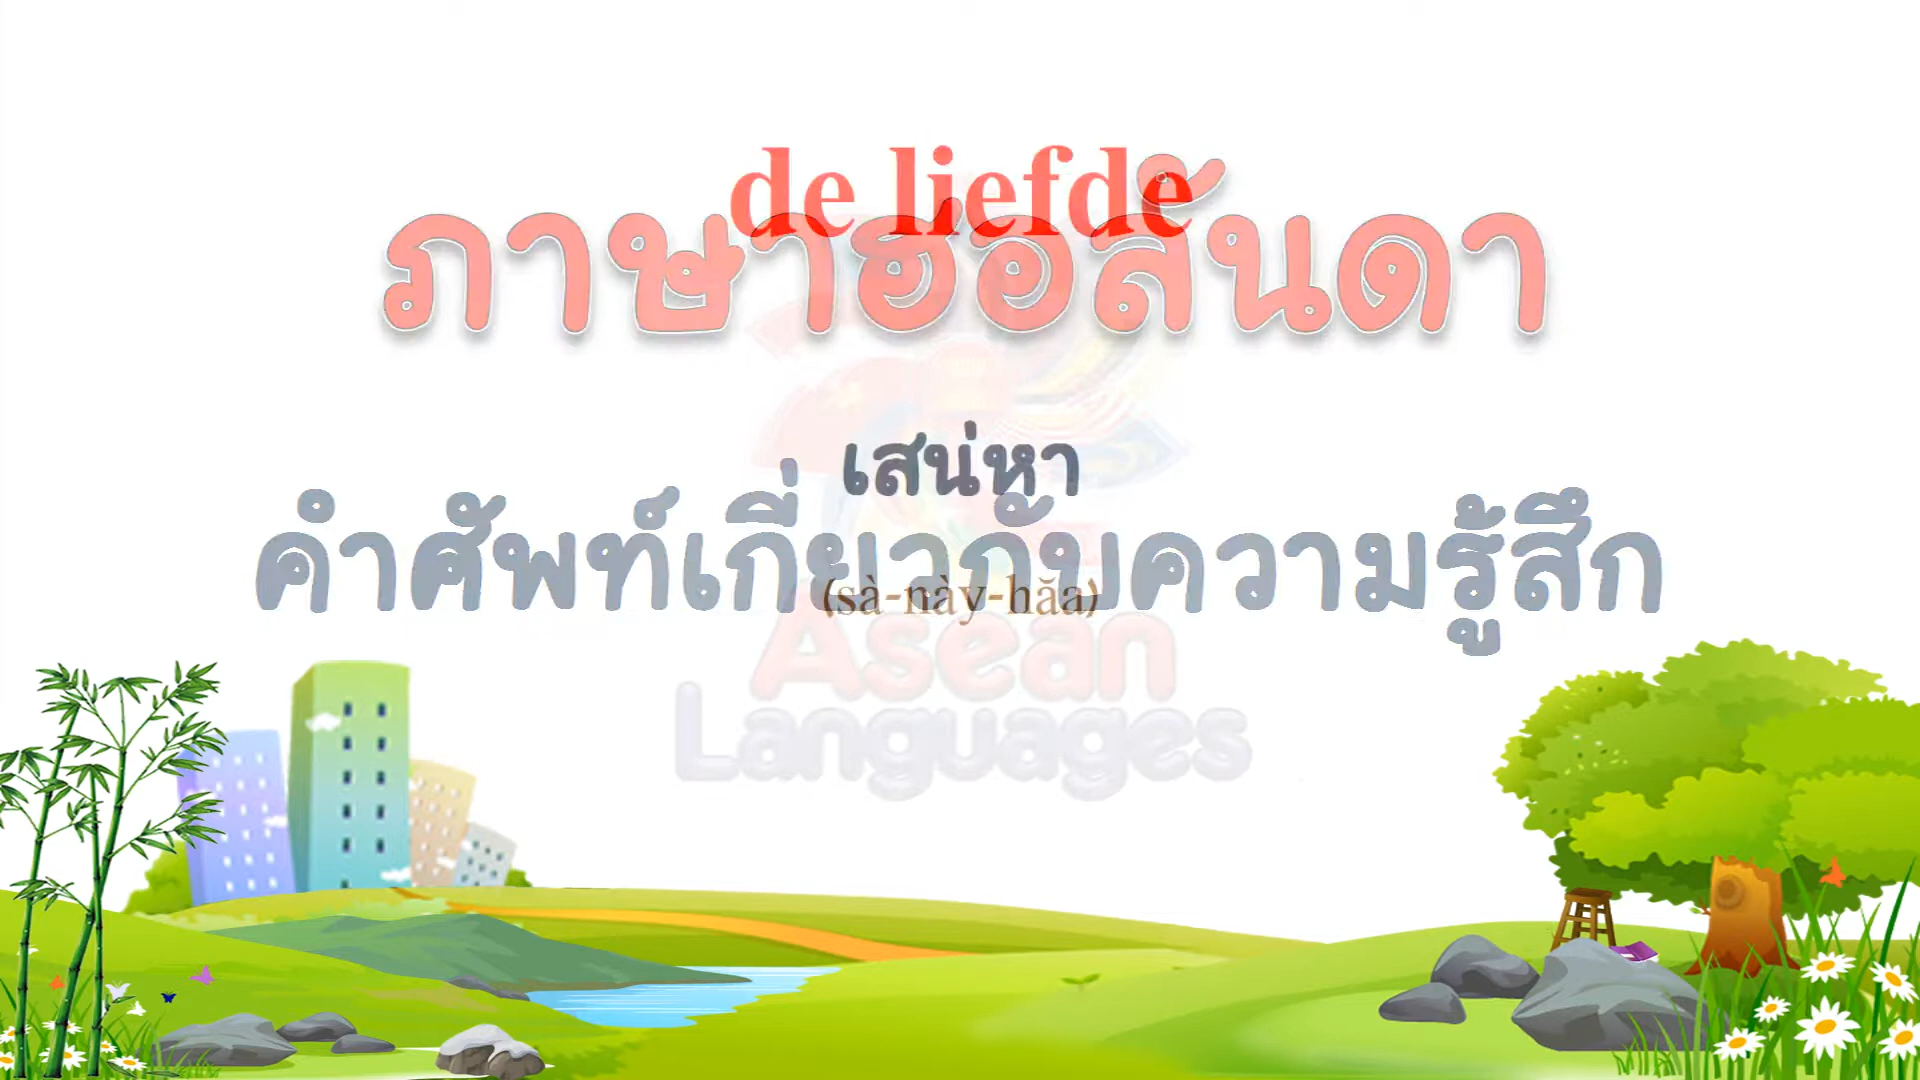 de liefde
ภาษาฮอลันดา
เสน่หา
คำศัพท์เกี่ยวกับความรู้สึก
(sà-này-hăa)
Asean
Languages